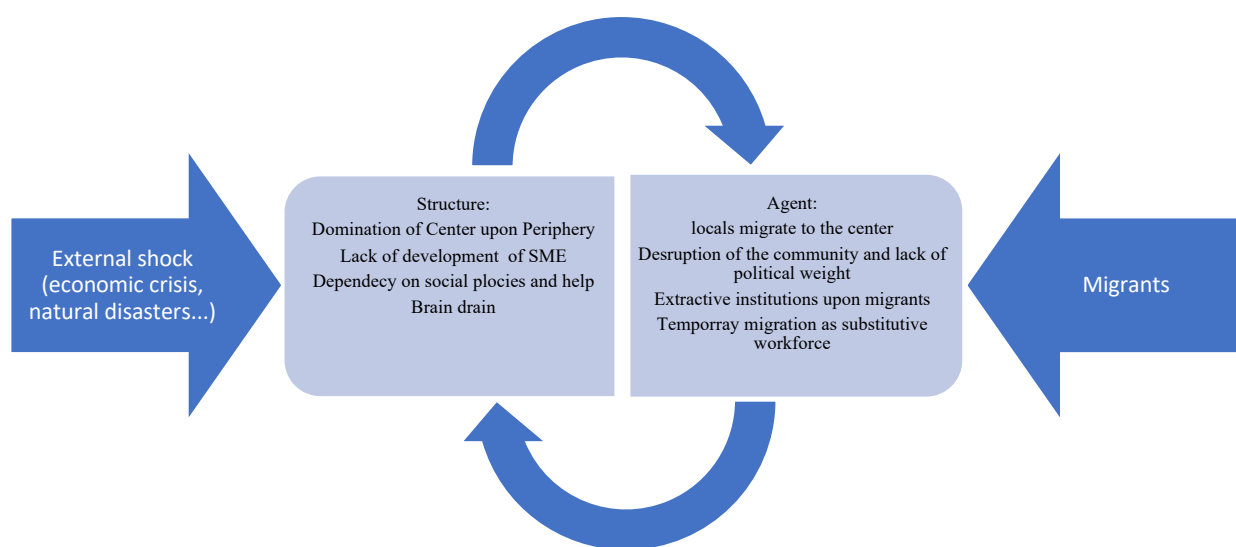 External shock
(economic crisis,
natural disasters...)
Structure:
Domination of Center upon Periphery
Lack of development of SME
Dependecy on social plocies and help
Brain drain
Agent:
locals migrate to the center
Desruption of the community and lack of
political weight
Extractive institutions upon migrants
Temporray migration as substitutive
workforce
Migrants